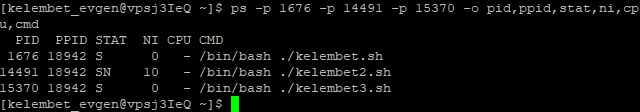 [kelembet_evgen@vpsj3IeQ ~]$ ps -p 1676 -p 14491 -p 15370 -o pid,ppid,stat,ni,cp
u,cmd
  PID  PPID STAT  NI CPU CMD
 1676 18942 S      0   - /bin/bash ./kelembet.sh
14491 18942 SN    10   - /bin/bash ./kelembet2.sh
15370 18942 S      0   - /bin/bash ./kelembet3.sh
[kelembet_evgen@vpsj3IeQ ~]$